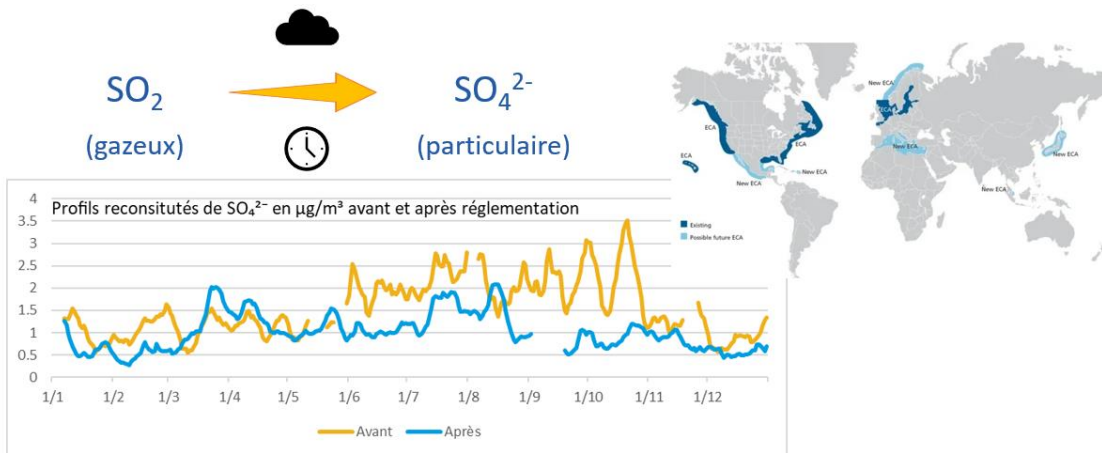 SO₂
(gazeux)
SO₄²⁻
(particulaire)
Profils reconsitutés de SO₄²⁻ en µg/m³ avant et après réglementation
4
3.5
3
2.5
2
1.5
1
0.5
0
1/1 1/2 1/3 1/4 1/5 1/6 1/7 1/8 1/9 1/10 1/11 1/12
Avant Après
New ECA
ECA
ECA
ECA
ECA
New ECA
New ECA
New ECA
New ECA
New ECA
Existing
Possible future ECA